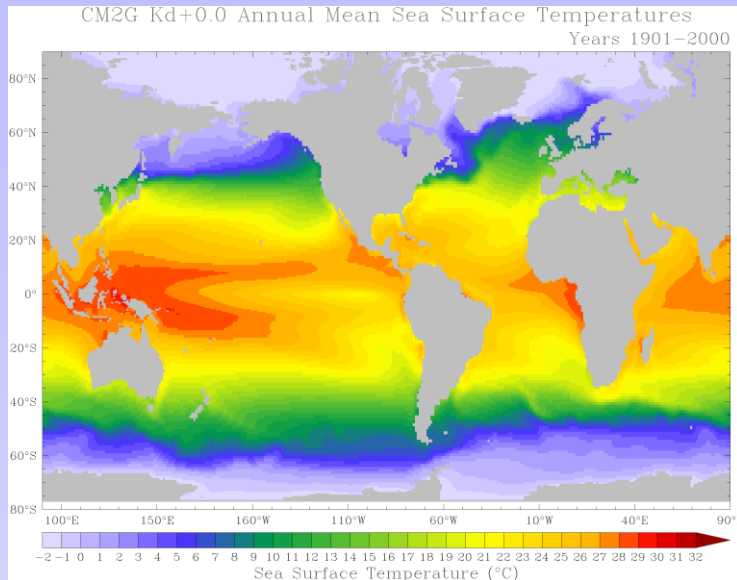 CM2G Kd+0.0 Annual Mean Sea Surface Temperatures
Years 1901-2000
80°N
60°N
40°N
20°N
0°
20°S
40°S
60°S
80°S
100°E 150°E 160°W 110°W 60°W 10°W 40°E 90°E
-2 -1 0 1 2 3 4 5 6 7 8 9 10 11 12 13 14 15 16 17 18 19 20 21 22 23 24 25 26 27 28 29 30 31 32
Sea Surface Temperature (°C)